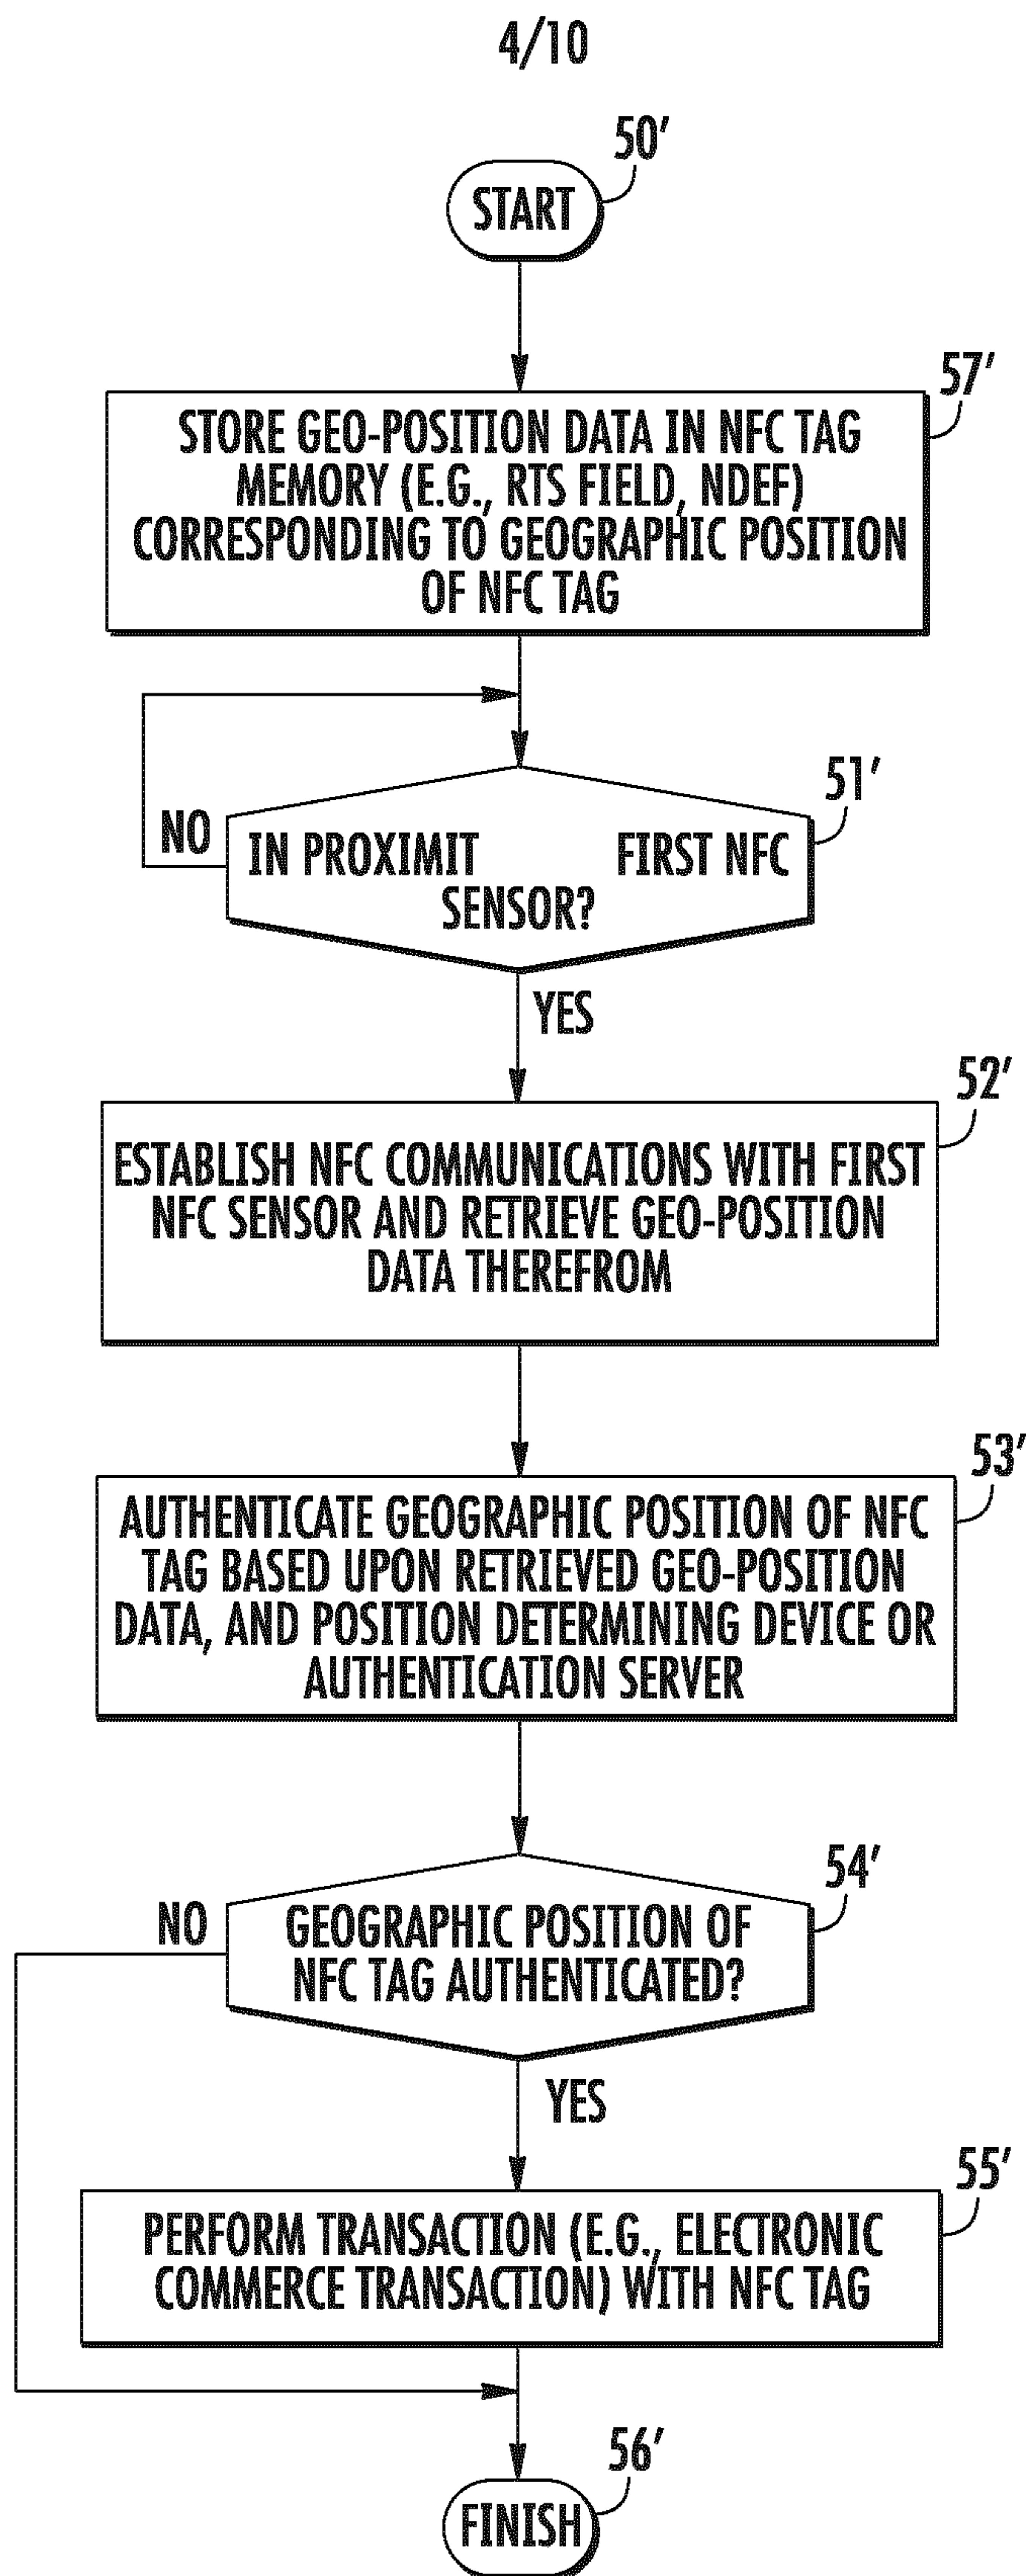 4/10
50'
START
57'
STORE GEO-POSITION DATA IN NFC TAG
MEMORY (E.G., RTS FIELD, NDEF)
CORRESPONDING TO GEOGRAPHIC POSITION
OF NFC TAG
51'
NO
IN PROXIMIT FIRST NFC
SENSOR?
YES
52'
ESTABLISH NFC COMMUNICATIONS WITH FIRST
NFC SENSOR AND RETRIEVE GEO-POSITION
DATA THEREFROM
53'
AUTHENTICATE GEOGRAPHIC POSITION OF NFC
TAG BASED UPON RETRIEVED GEO-POSITION
DATA, AND POSITION DETERMINING DEVICE OR
AUTHENTICATION SERVER
54'
NO
GEOGRAPHIC POSITION OF
NFC TAG AUTHENTICATED?
YES
55'
PERFORM TRANSACTION (E.G., ELECTRONIC
COMMERCE TRANSACTION) WITH NFC TAG
56'
FINISH